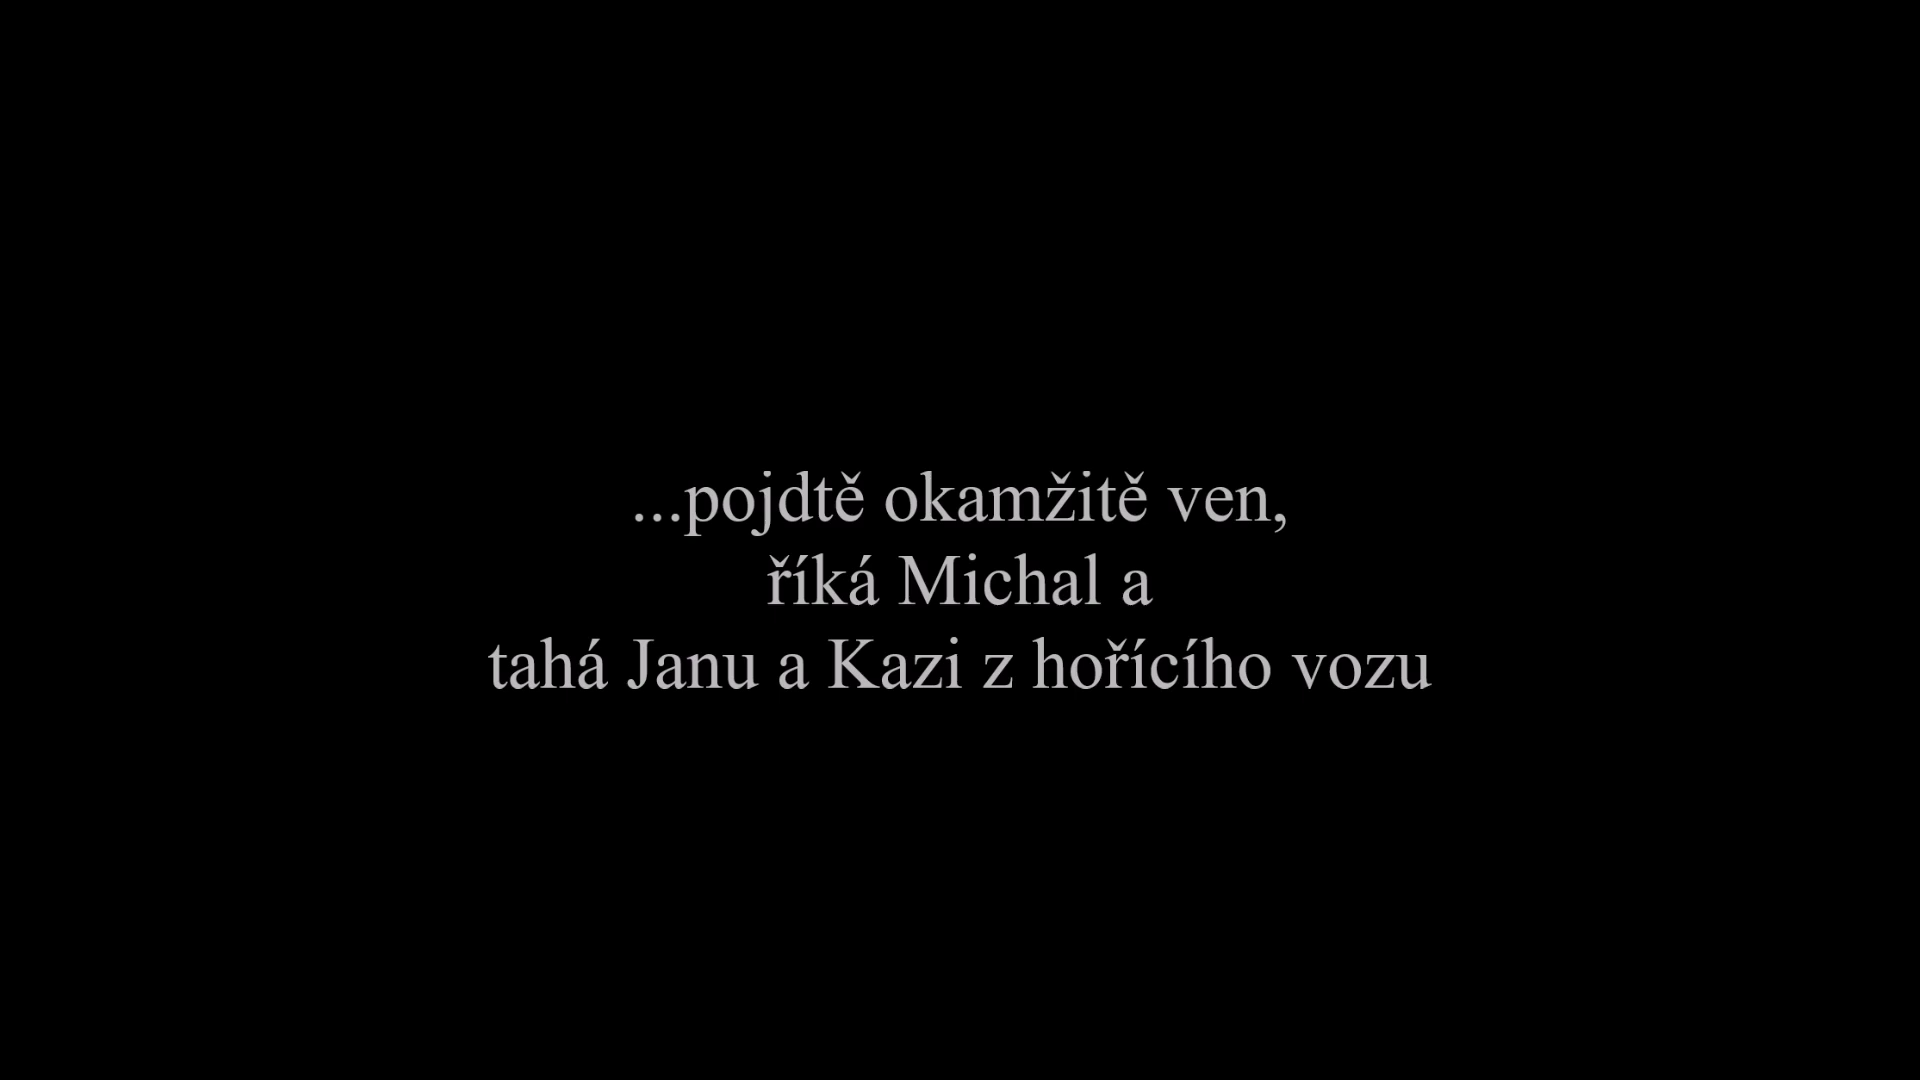 ...pojdtě okamžitě ven,
říká Michal a
tahá Janu a Kazi z hořícího vozu